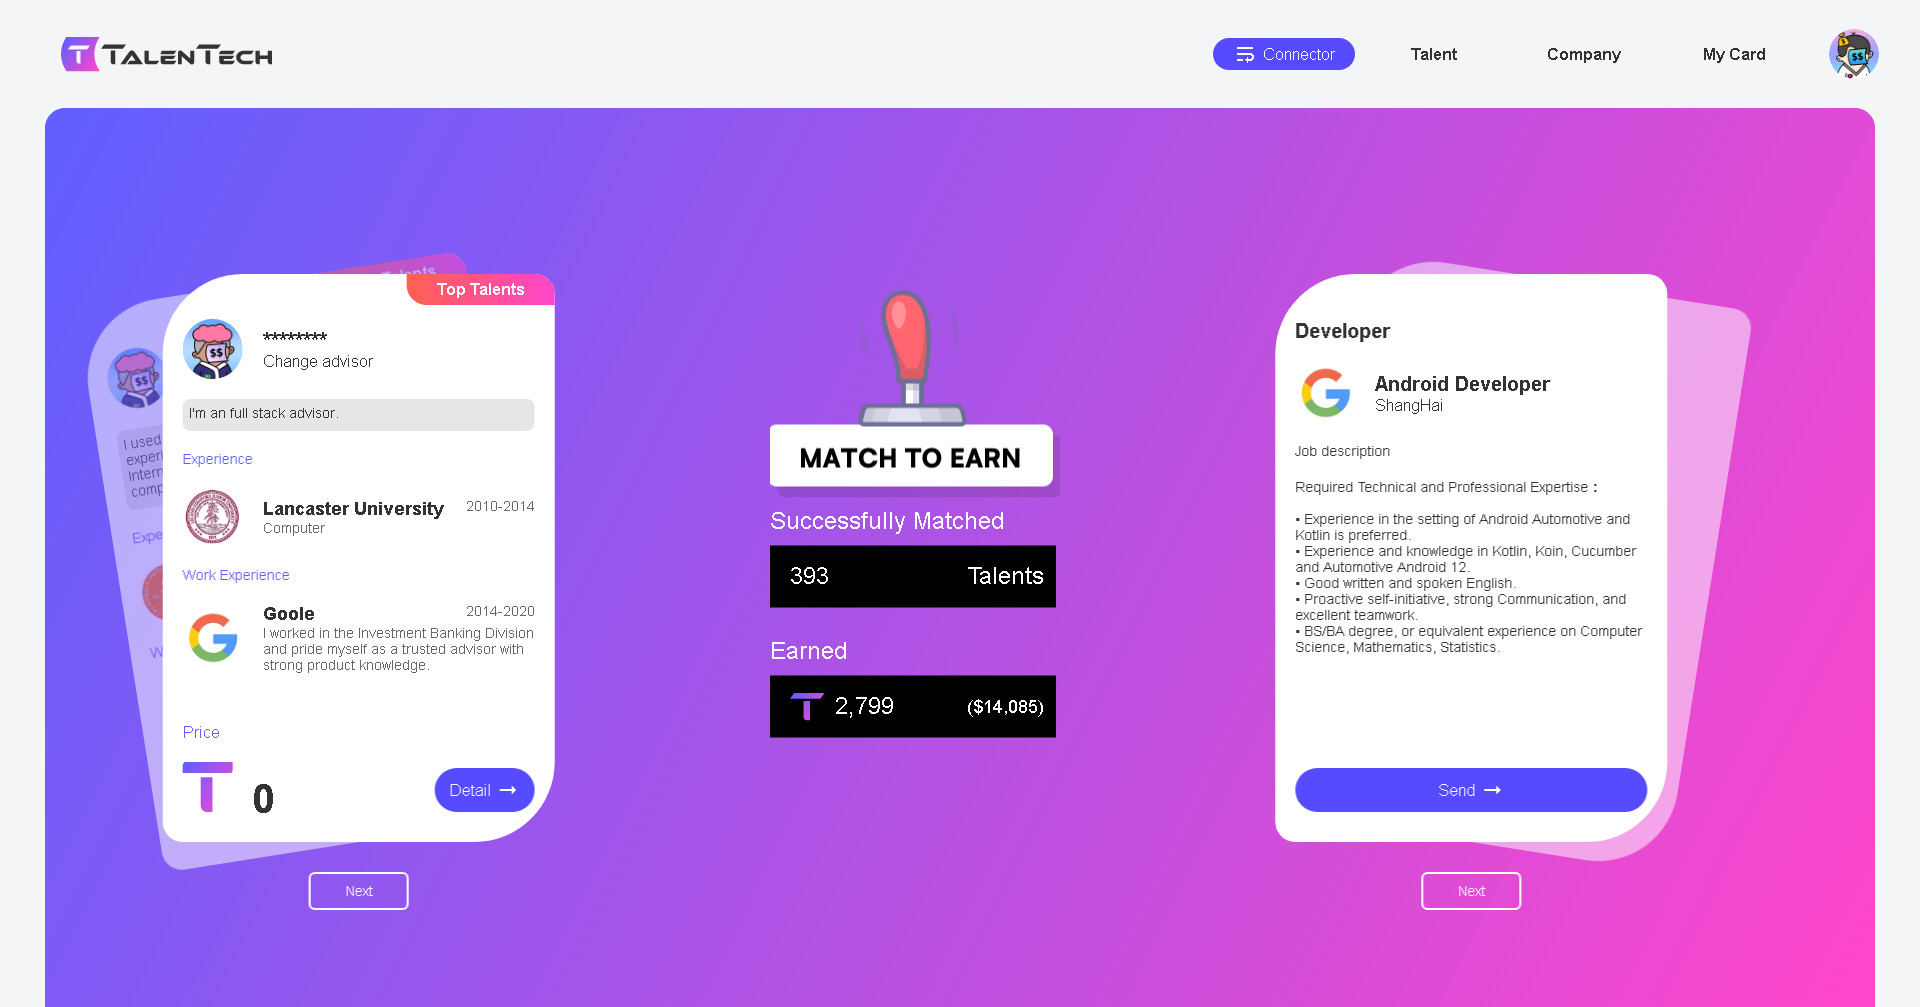 TALENTECH
Connector
Talent
Company
My Card
Talents
Top Talents
********
Change advisor
I'm an full stack advisor.
I used
Experience
Lancaster University
2010-2014
Computer
Work Experience
Goole
2014-2020
I worked in the Investment Banking Division
and pride myself as a trusted advisor with
strong product knowledge.
Price
0
Detail
Next
MATCH TO EARN
Successfully Matched
393
Talents
Earned
2,799
($14,085)
Developer
Android Developer
ShangHai
Job description
Required Technical and Professional Expertise：
▪ Experience in the setting of Android Automotive and
Kotlin is preferred.
▪ Experience and knowledge in Kotlin, Koin, Cucumber
and Automotive Android 12.
▪ Good written and spoken English.
▪ Proactive self-initiative, strong Communication, and
excellent teamwork.
▪ BS/BA degree, or equivalent experience on Computer
Science, Mathematics, Statistics.
Send
Next